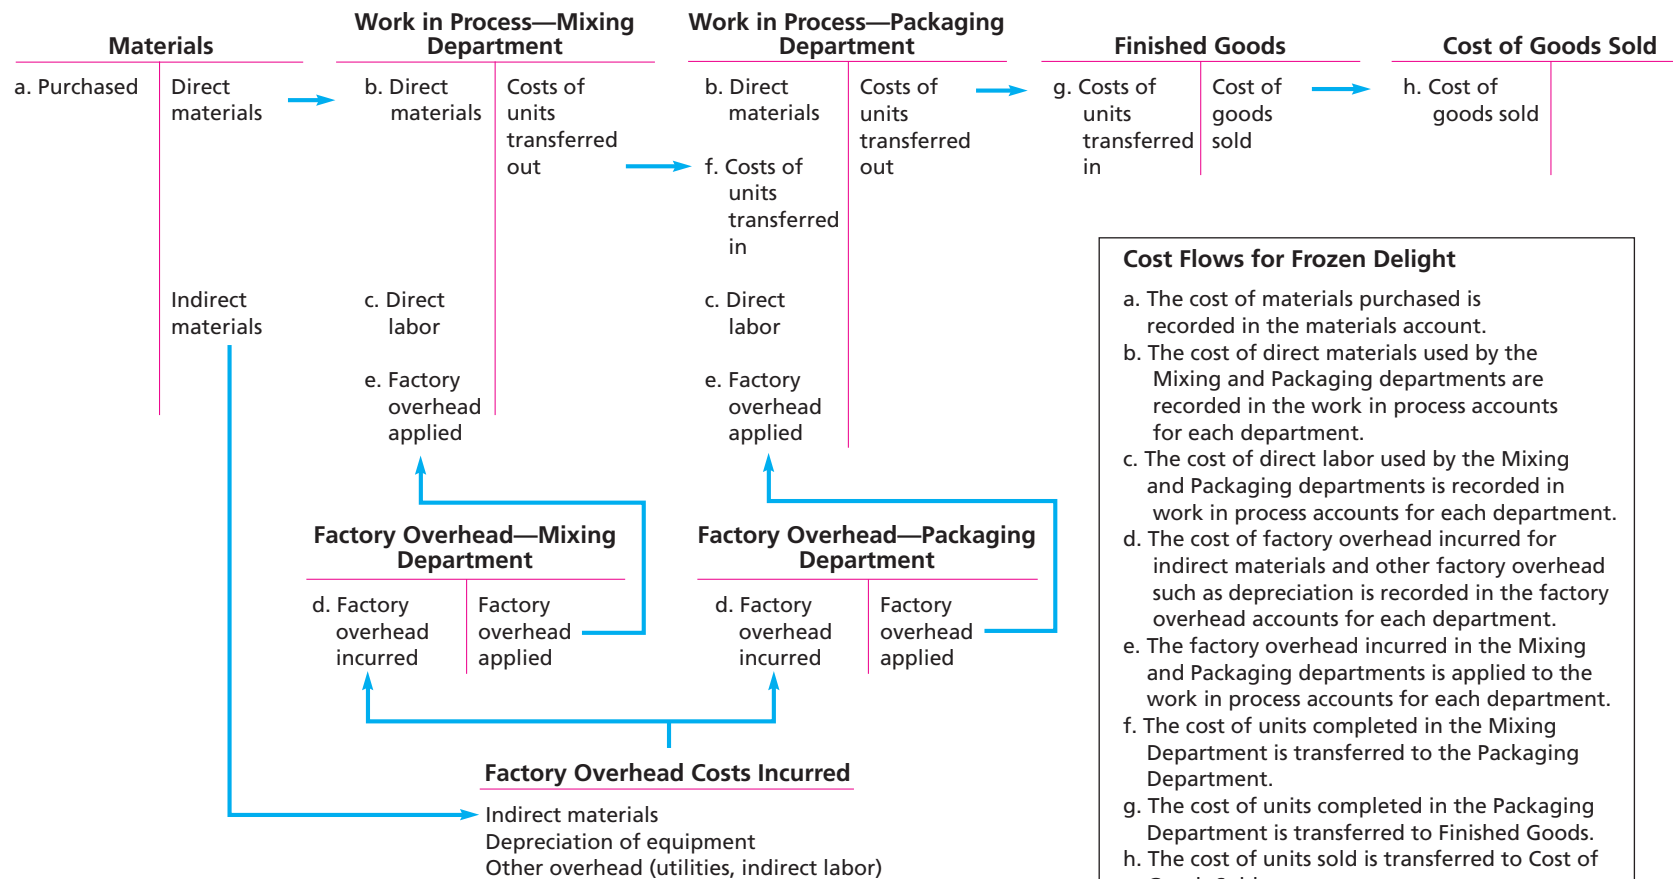 Materials
a. Purchased
Direct
materials
Indirect
materials
Work in Process—Mixing
Department
b. Direct
materials
c. Direct
labor
e. Factory
overhead
applied
Costs of
units
transferred
out
Work in Process—Packaging
Department
b. Direct
materials
f. Costs of
units
transferred
in
c. Direct
labor
e. Factory
overhead
applied
Costs of
units
transferred
out
Finished Goods
g. Costs of
units
transferred
in
Cost of
goods
sold
Cost of Goods Sold
h. Cost of
goods sold
Factory Overhead—Mixing
Department
d. Factory
overhead
incurred
Factory
overhead
applied
Factory Overhead—Packaging
Department
d. Factory
overhead
incurred
Factory
overhead
applied
Factory Overhead Costs Incurred
Indirect materials
Depreciation of equipment
Other overhead (utilities, indirect labor)
Cost Flows for Frozen Delight
a. The cost of materials purchased is
recorded in the materials account.
b. The cost of direct materials used by the
Mixing and Packaging departments are
recorded in the work in process accounts
for each department.
c. The cost of direct labor used by the Mixing
and Packaging departments is recorded in
work in process accounts for each department.
d. The cost of factory overhead incurred for
indirect materials and other factory overhead
such as depreciation is recorded in the factory
overhead accounts for each department.
e. The factory overhead incurred in the Mixing
and Packaging departments is applied to the
work in process accounts for each department.
f. The cost of units completed in the Mixing
Department is transferred to the Packaging
Department.
g. The cost of units completed in the Packaging
Department is transferred to Finished Goods.
h. The cost of units sold is transferred to Cost of